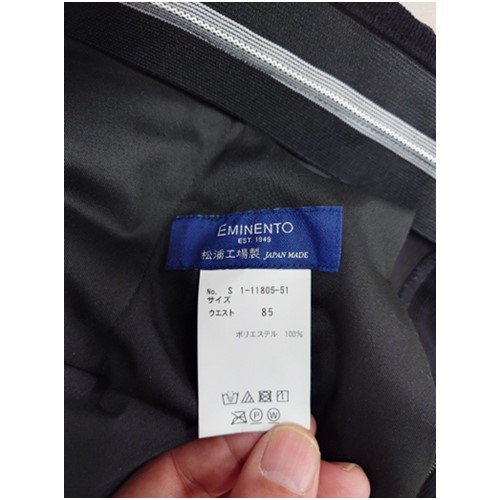 EMINENTO
EST. 1949
松浦工場製 JAPAN MADE
No. S 1-11805-51
サイズ
ウエスト 85
ポリエステル 100%